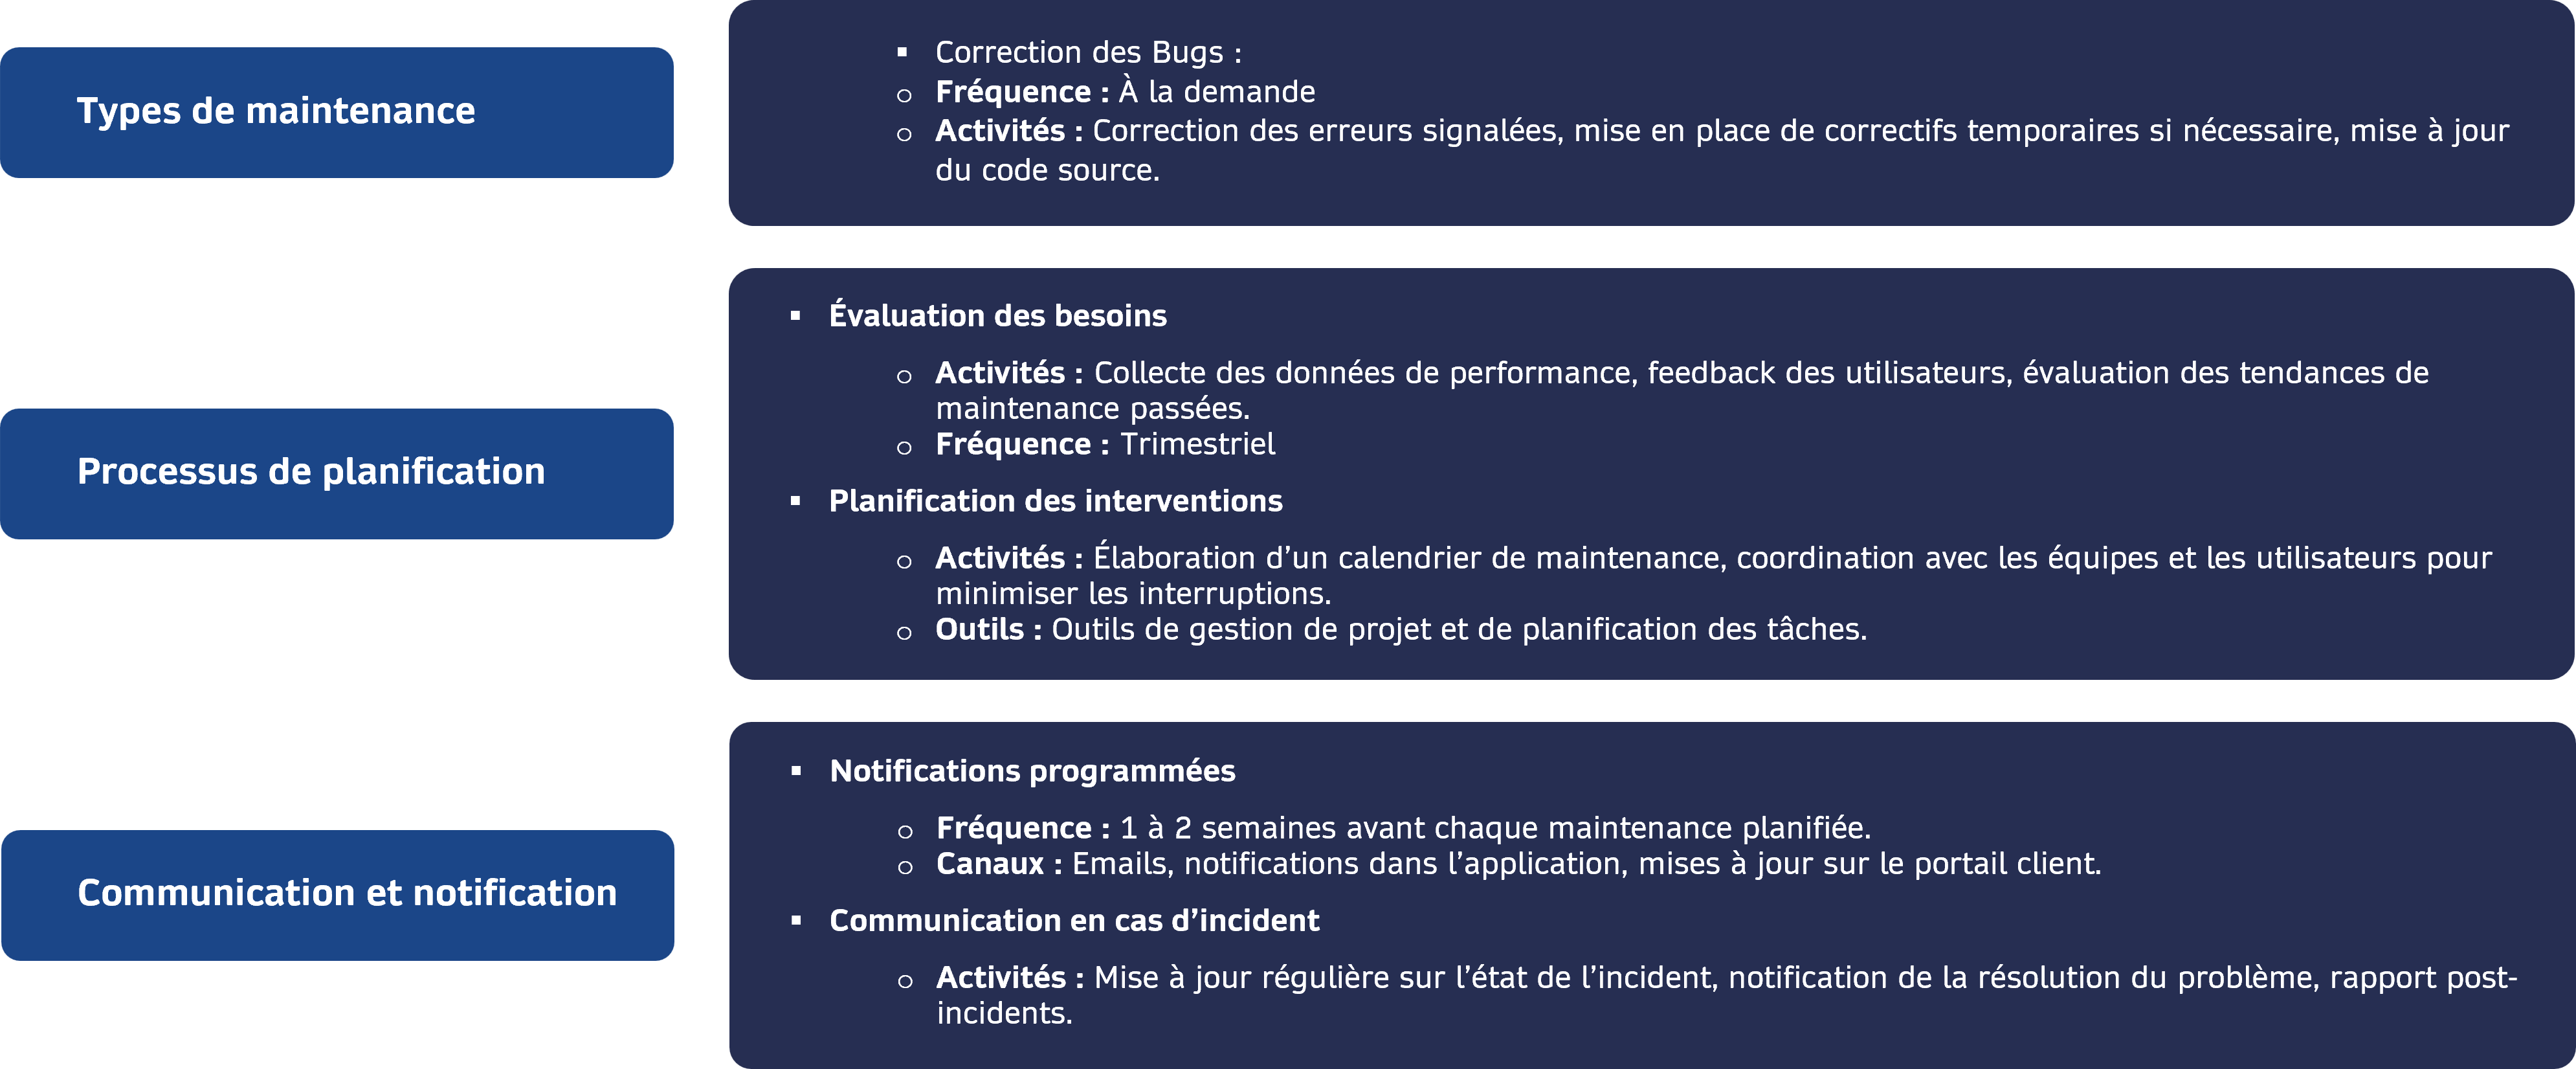 Types de maintenance
▪ Correction des Bugs :
o Fréquence : À la demande
o Activités : Correction des erreurs signalées, mise en place de correctifs temporaires si nécessaire, mise à jour
du code source.
Processus de planification
▪ Évaluation des besoins
o Activités : Collecte des données de performance, feedback des utilisateurs, évaluation des tendances de
maintenance passées.
o Fréquence : Trimestriel
▪ Planification des interventions
o Activités : Élaboration d’un calendrier de maintenance, coordination avec les équipes et les utilisateurs pour
minimiser les interruptions.
o Outils : Outils de gestion de projet et de planification des tâches.
Communication et notification
▪ Notifications programmées
o Fréquence : 1 à 2 semaines avant chaque maintenance planifiée.
o Canaux : Emails, notifications dans l’application, mises à jour sur le portail client.
▪ Communication en cas d’incident
o Activités : Mise à jour régulière sur l’état de l’incident, notification de la résolution du problème, rapport post-
incidents.